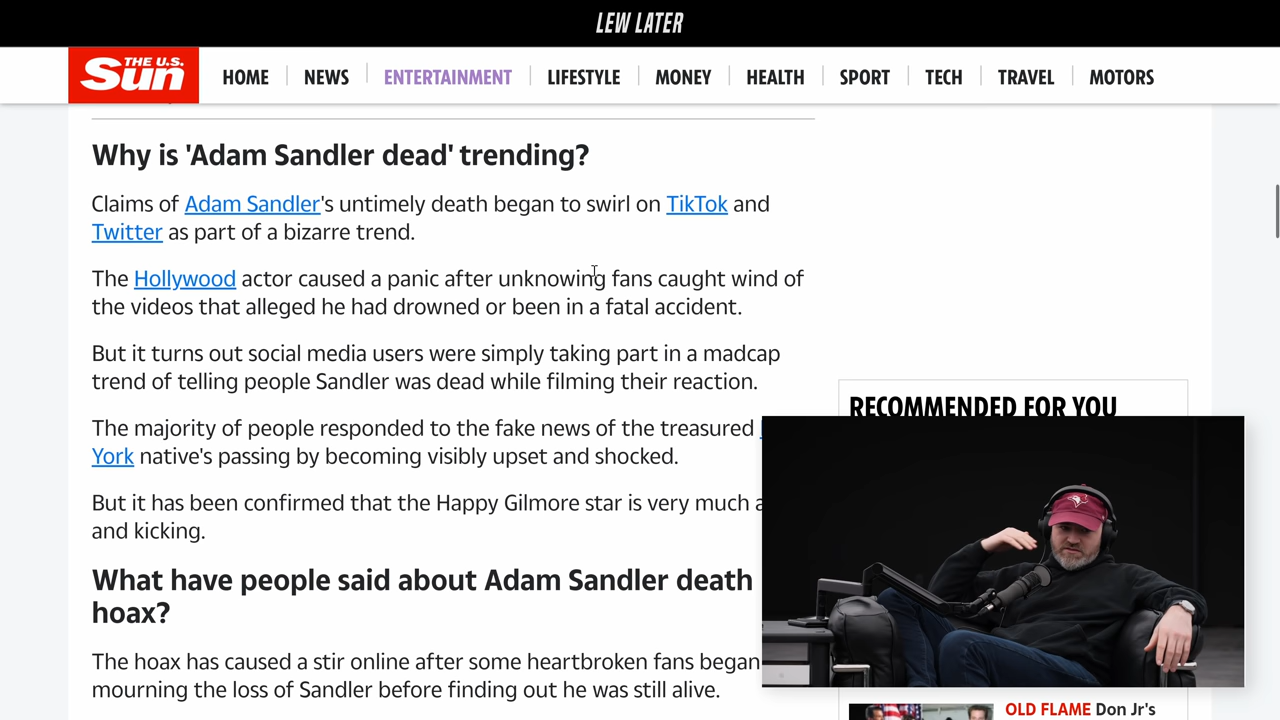 LEW LATER
THE U.S.
Sun
HOME
NEWS
ENTERTAINMENT
LIFESTYLE
MONEY
HEALTH
SPORT
TECH
TRAVEL
MOTORS
Why is 'Adam Sandler dead' trending?
Claims of Adam Sandler's untimely death began to swirl on TikTok and
Twitter as part of a bizarre trend.
The Hollywood actor caused a panic after unknowing fans caught wind of
the videos that alleged he had drowned or been in a fatal accident.
But it turns out social media users were simply taking part in a madcap
trend of telling people Sandler was dead while filming their reaction.
The majority of people responded to the fake news of the treasured
York native's passing by becoming visibly upset and shocked.
But it has been confirmed that the Happy Gilmore star is very much
and kicking.
What have people said about Adam Sandler death
hoax?
The hoax has caused a stir online after some heartbroken fans began
mourning the loss of Sandler before finding out he was still alive.
RECOMMENDED FOR YOU
OLD FLAME Don Jr's